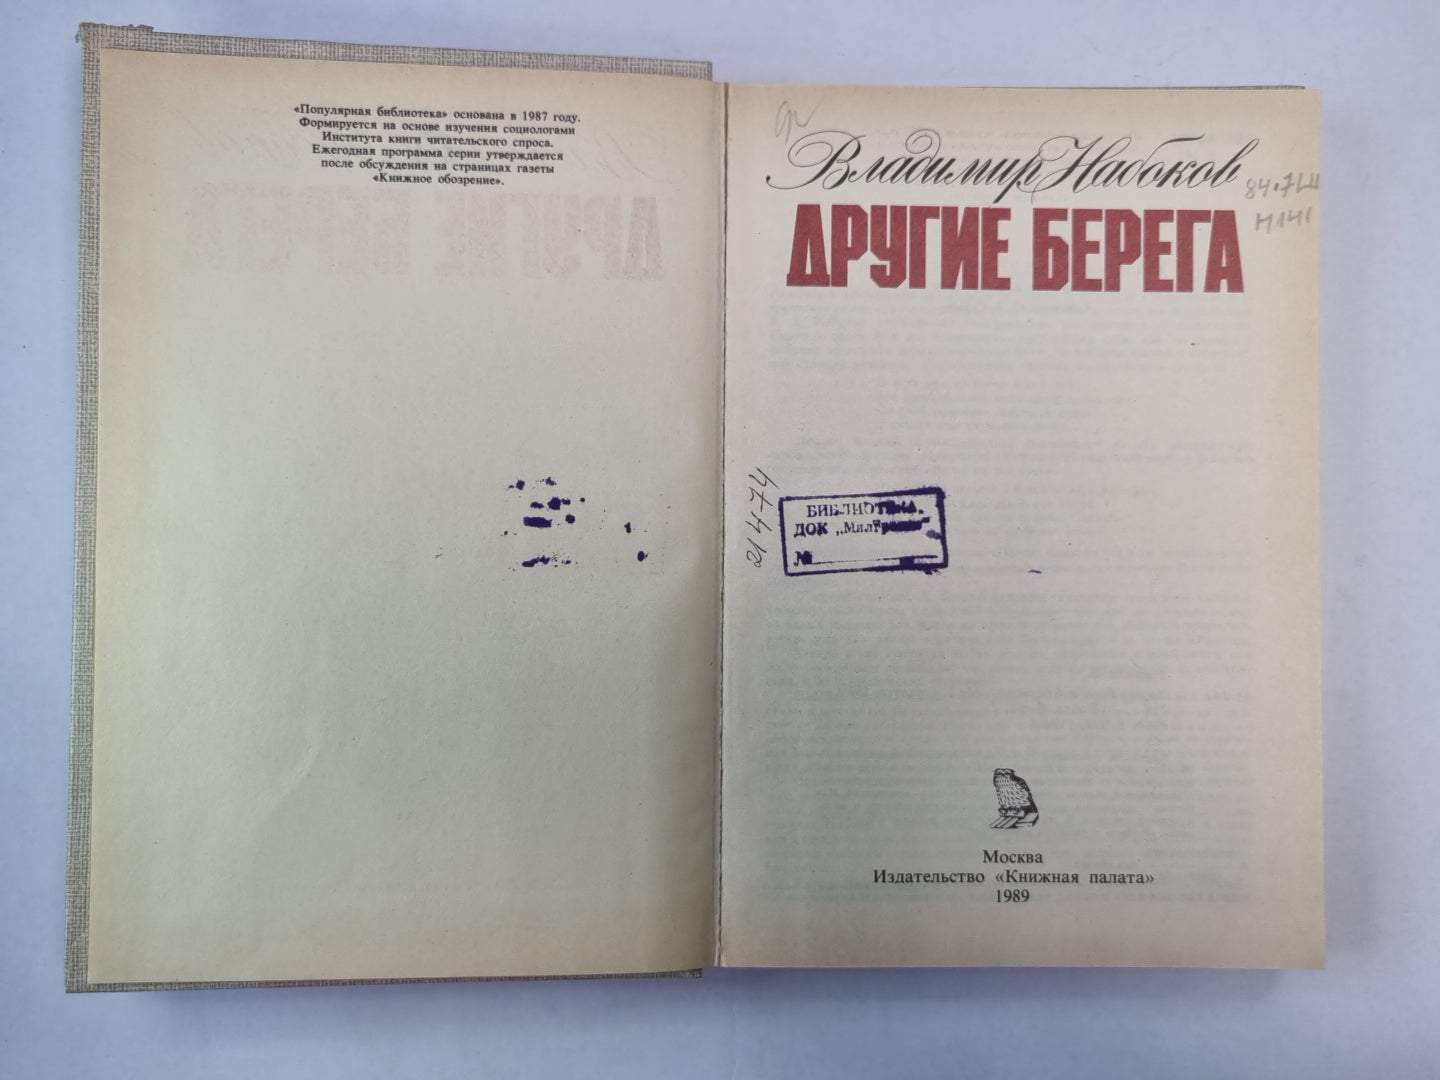 «Популярная библиотека» основана в 1987 году.
Формируется на основе изучения социологами
Института книги читательского спроса.
Ежегодная программа серии утверждается
после обсуждения на страницах газеты
«Книжное обозрение».
Владимир Набоков
ДРУГИЕ БЕРЕГА
84.7
Н141
21474
БИБЛИОТЕКА
ДОК
№
Москва
Издательство «Книжная палата»
1989